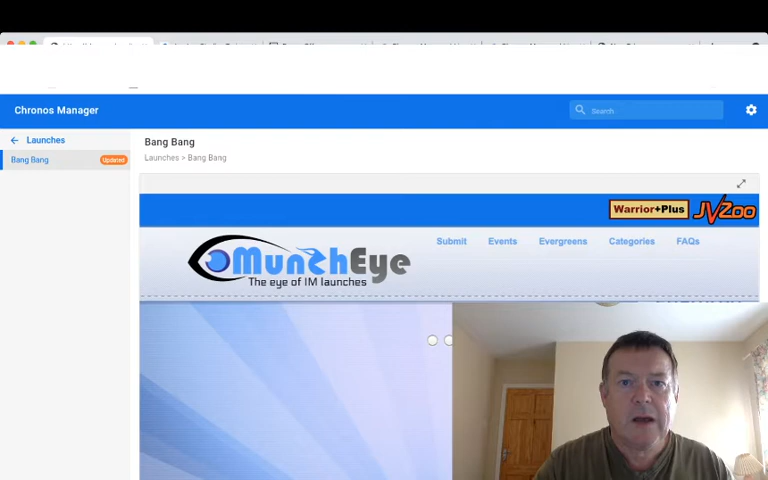 Chronos Manager
Search
Launches
Bang Bang
Updated
Bang Bang
Launches > Bang Bang
Warrior+Plus
JVZoo
MunchEye
The eye of IM launches
Submit
Events
Evergreens
Categories
FAQs